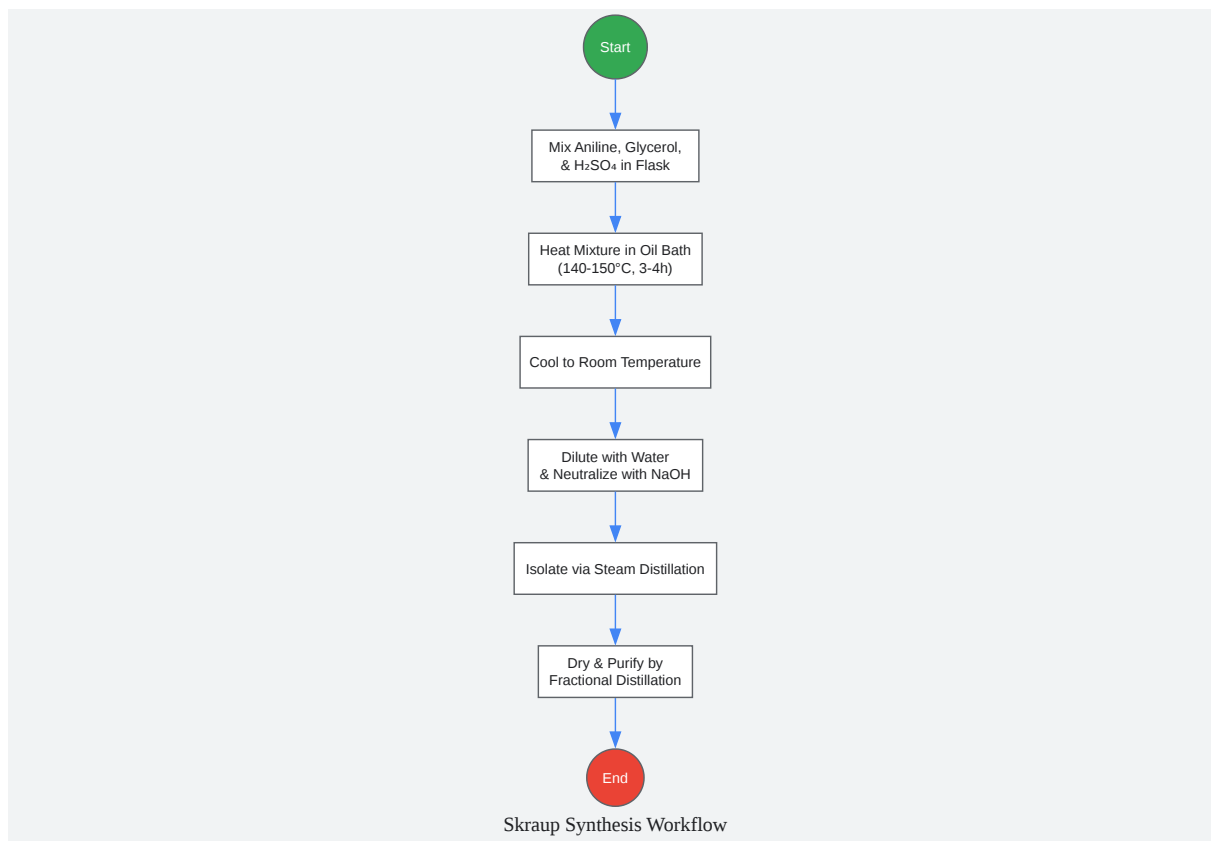 Start
Mix Aniline, Glycerol,
& H₂SO₄ in Flask
Heat Mixture in Oil Bath
(140-150°C, 3-4h)
Cool to Room Temperature
Dilute with Water
& Neutralize with NaOH
Isolate via Steam Distillation
Dry & Purify by
Fractional Distillation
End
Skraup Synthesis Workflow